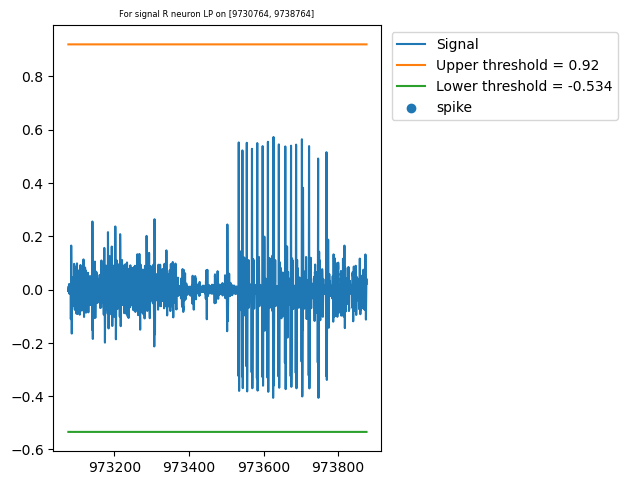 For signal R neuron LP on [9730764, 9738764]
Signal
Upper threshold = 0.92
Lower threshold = -0.534
spike
0.8
0.6
0.4
0.2
0.0
−0.2
−0.4
−0.6
973200 973400 973600 973800